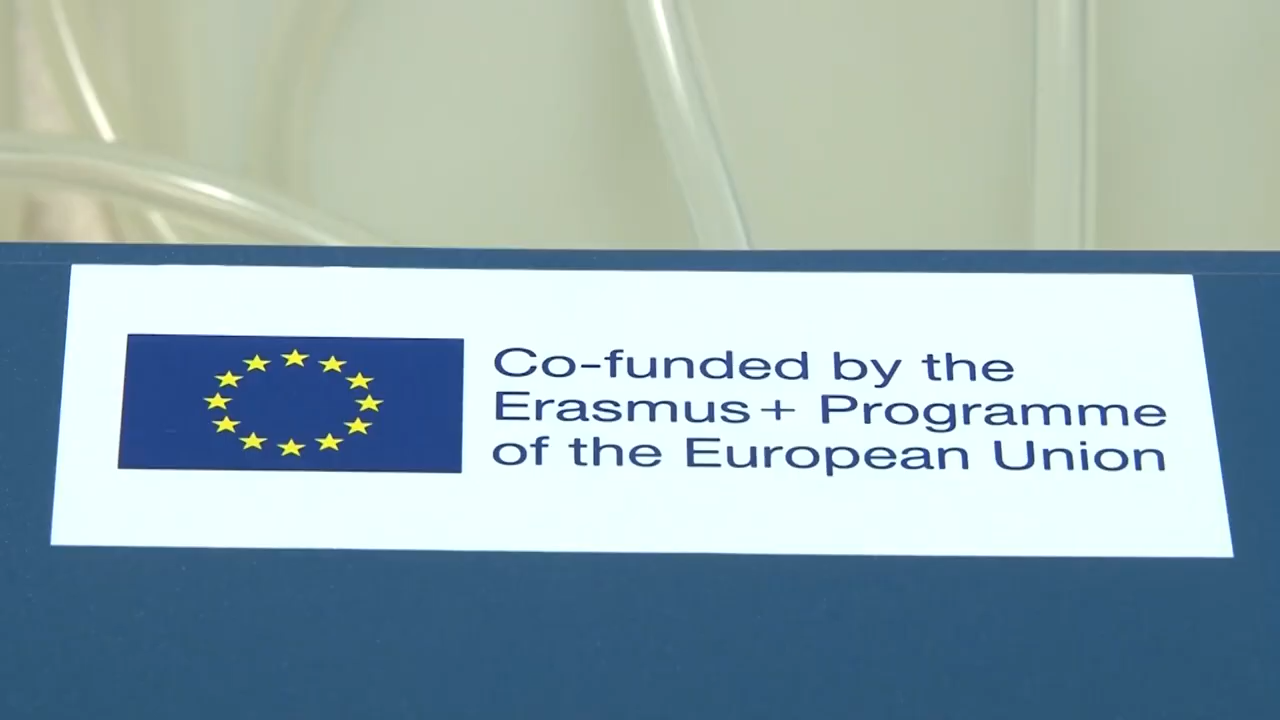 Co-funded by the
Erasmus+ Programme
of the European Union